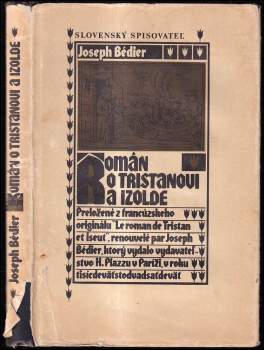 SLOVENSKÝ SPISOVATEĽ
Joseph Bédier
ROMÁN
O TRISTANOVI
A IZOLDE
Preložené z francúzskeho
originálu "Le roman de Tristan
et Iseut", renouvelé par Joseph
Bédier, ktorý vydalo vydavateľ-
stvo H. Piazzu v Paríži, v roku
tisícdeväťstodvadsaťdeväť
Joseph Bédier ROMÁN O TRISTANOVI A IZOLDE